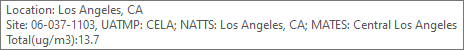 Location: Los Angeles, CA
Site: 06-037-1103, UATMP: CELA; NATTS: Los Angeles, CA; MATES: Central Los Angeles
Total(ug/m3):13.7